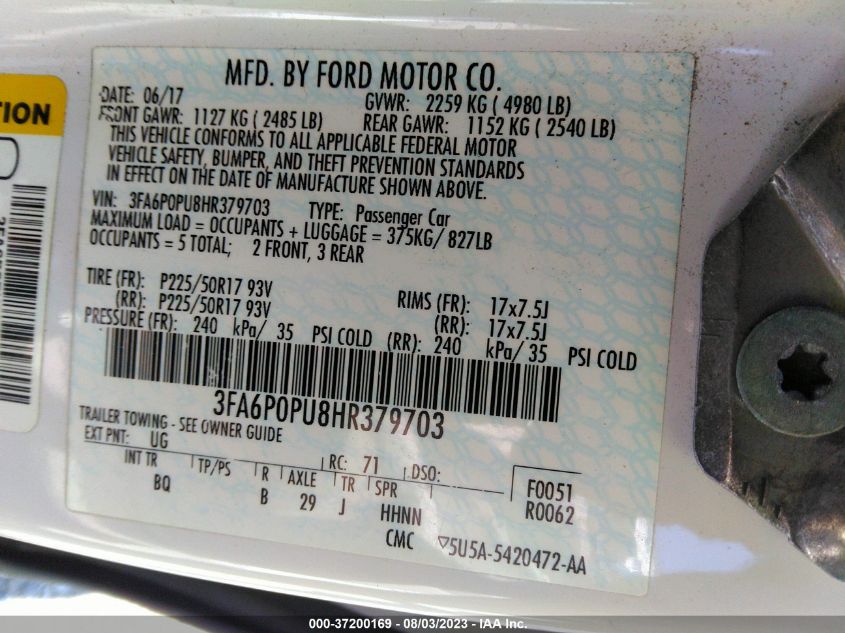 TION
MFD. BY FORD MOTOR CO.
DATE: 06/17 GVWR: 2259 KG ( 4980 LB)
FRONT GAWR: 1127 KG ( 2485 LB) REAR GAWR: 1152 KG ( 2540 LB)
THIS VEHICLE CONFORMS TO ALL APPLICABLE FEDERAL MOTOR
VEHICLE SAFETY, BUMPER, AND THEFT PREVENTION STANDARDS
IN EFFECT ON THE DATE OF MANUFACTURE SHOWN ABOVE.
VIN: 3FA6P0PU8HR379703 TYPE: Passenger Car
MAXIMUM LOAD = OCCUPANTS + LUGGAGE = 375KG/ 827LB
OCCUPANTS = 5 TOTAL; 2 FRONT, 3 REAR
TIRE (FR): P225/50R17 93V RIMS (FR): 17x7.5J
(RR): P225/50R17 93V (RR): 17x7.5J
PRESSURE (FR): 240 kPa/ 35 PSI COLD (RR): 240 kPa/ 35 PSI COLD
3FA6P0PU8HR379703
TRAILER TOWING - SEE OWNER GUIDE
EXT PNT: UG RC: 71 DSO:
INT TR TP/PS R AXLE TR SPR F0051
BQ B 29 J HHNN R0062
CMC 5U5A-5420472-AA
000-37200169 - 08/03/2023 - IAA Inc.